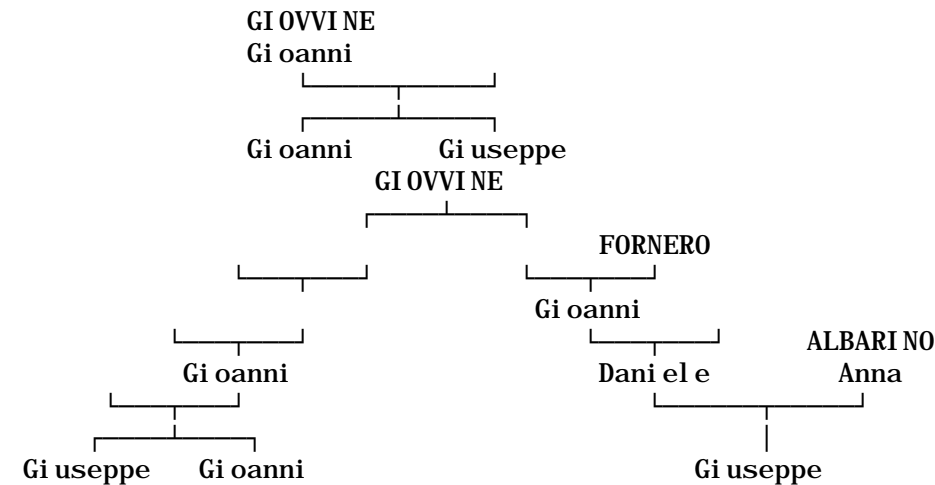 GIOVVINE
Gioanni
Gioanni Giuseppe
GIOVVINE
FORNERO
Gioanni
ALBARINO
Gioanni Daniele Anna
Giuseppe Gioanni Giuseppe